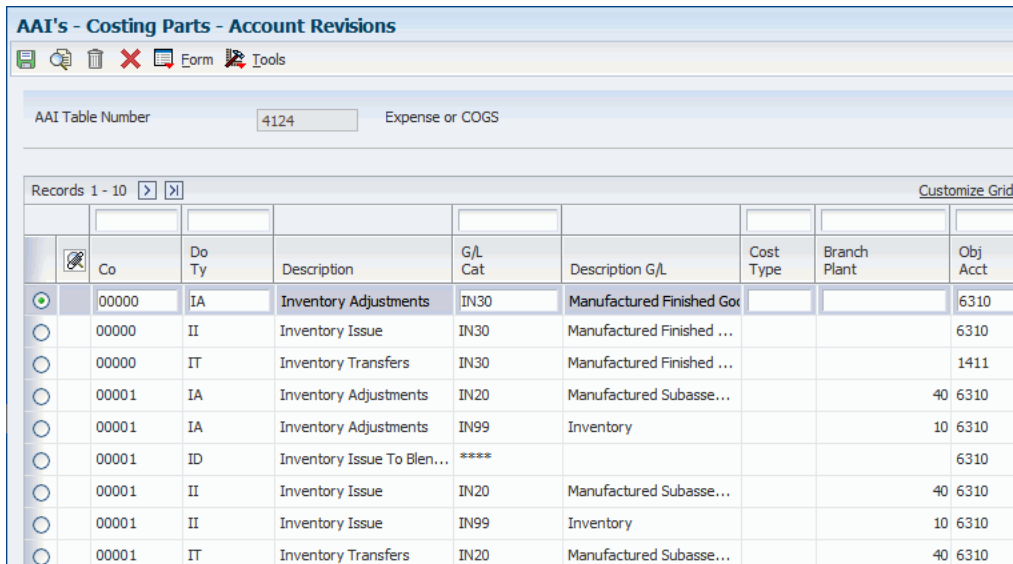 AAI's - Costing Parts - Account Revisions
Form Tools
AAI Table Number 4124 Expense or COGS
Records 1 - 10 Customize Grid
Co Do Ty Description G/L Cat Description G/L Cost Type Branch Plant Obj Acct
00000 IA Inventory Adjustments IN30 Manufactured Finished Goo 6310
00000 II Inventory Issue IN30 Manufactured Finished ... 6310
00000 IT Inventory Transfers IN30 Manufactured Finished ... 1411
00001 IA Inventory Adjustments IN20 Manufactured Subasse... 40 6310
00001 IA Inventory Adjustments IN99 Inventory 10 6310
00001 ID Inventory Issue To Blen... **** 6310
00001 II Inventory Issue IN20 Manufactured Subasse... 40 6310
00001 II Inventory Issue IN99 Inventory 10 6310
00001 IT Inventory Transfers IN20 Manufactured Subasse... 40 6310